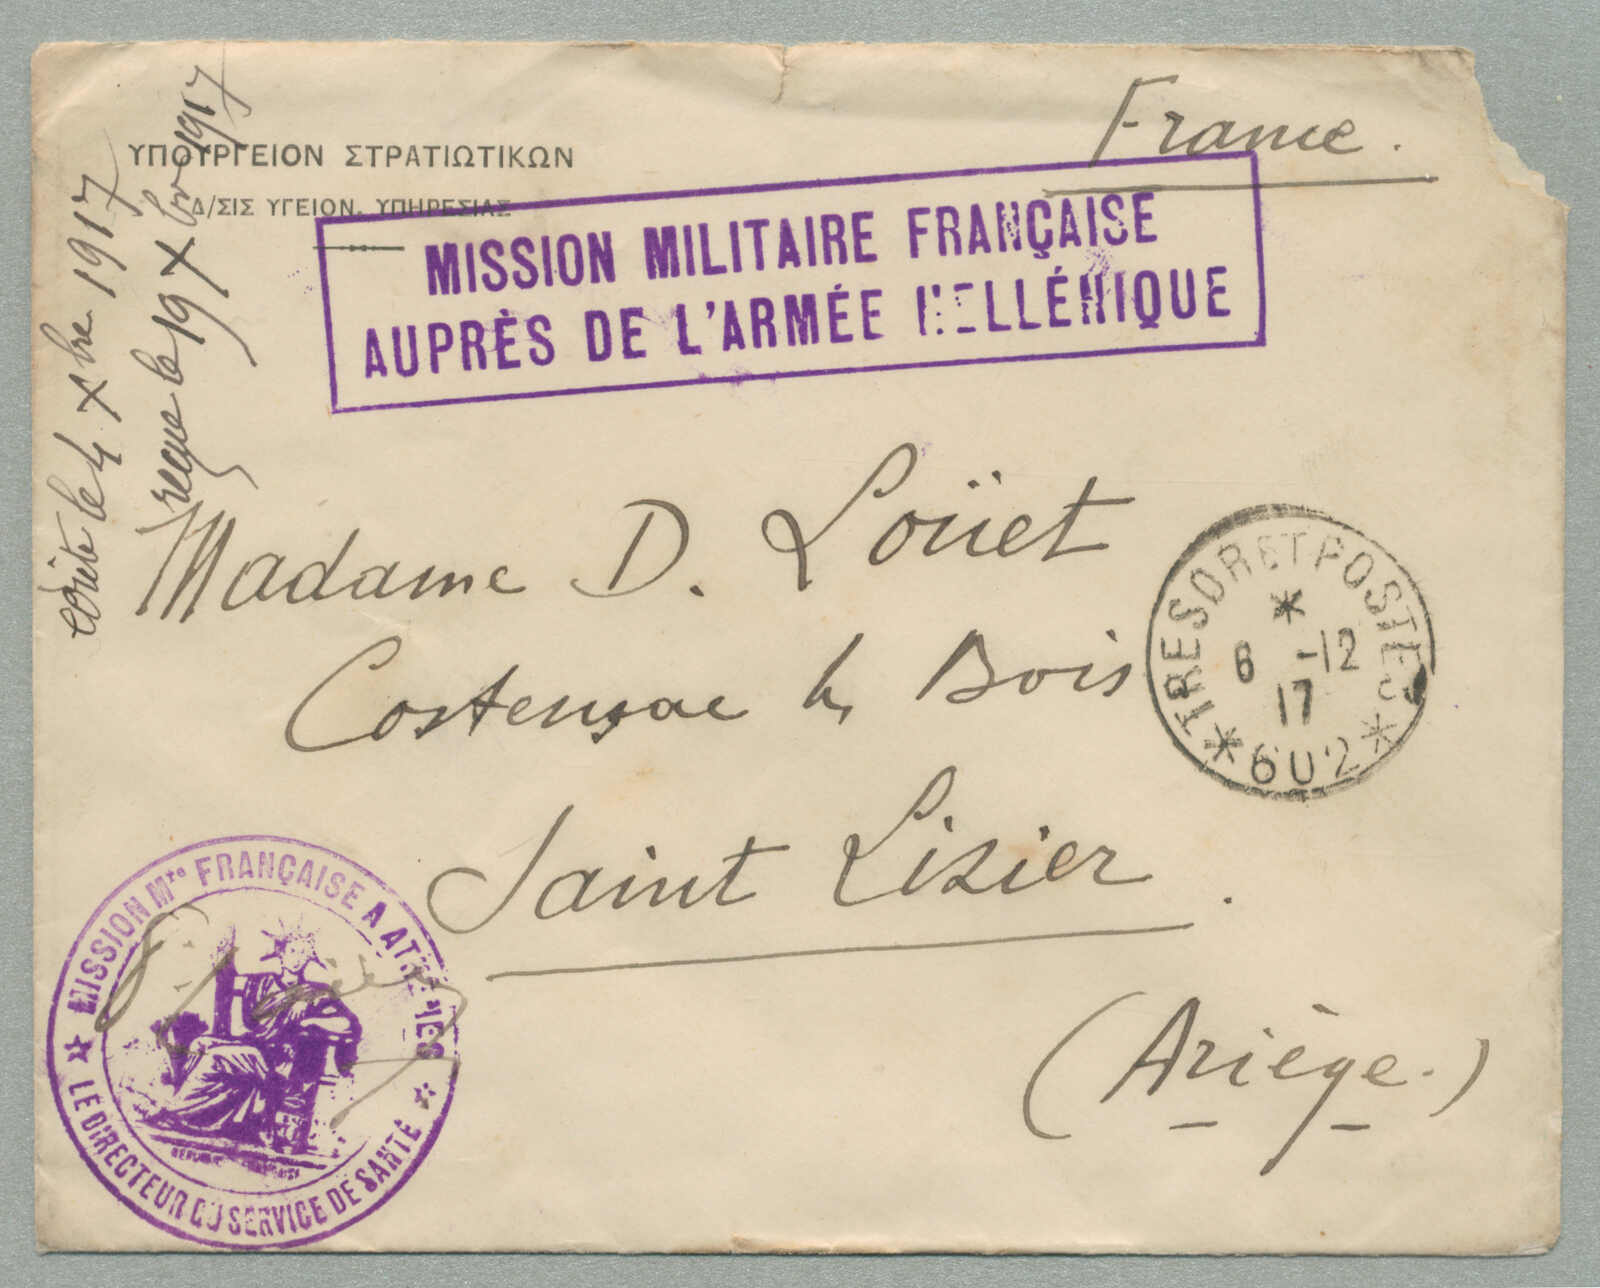 France.
ΥΠΟΥΡΓΕΙΟΝ ΣΤΡΑΤΙΩΤΙΚΩΝ
Δ/ΣΙΣ ΥΓΕΙΟΝ. ΥΠΗΡΕΣΙΑΣ
MISSION MILITAIRE FRANÇAISE
AUPRÈS DE L'ARMÉE HELLÉNIQUE
écrite le 4 Xbre 1917
reçue le 19 Xbre 1917
Madame D. Loüet
Bois
Saint Lizier.
(Ariège.)
TRESOR ET POSTES
6 -12
17
* 602 *
MISSION Mre FRANÇAISE A ATHÈNES
LE DIRECTEUR DU SERVICE DE SANTÉ
RÉPUBLIQUE FRANÇAISE